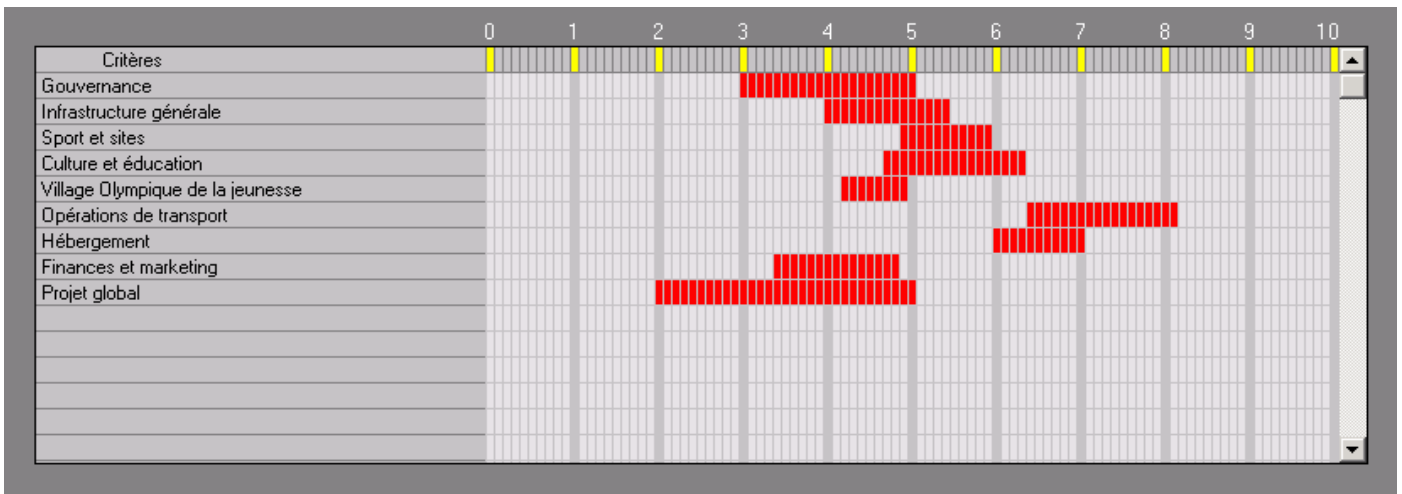 0 1 2 3 4 5 6 7 8 9 10
Critères
Gouvernance
Infrastructure générale
Sport et sites
Culture et éducation
Village Olympique de la jeunesse
Opérations de transport
Hébergement
Finances et marketing
Projet global